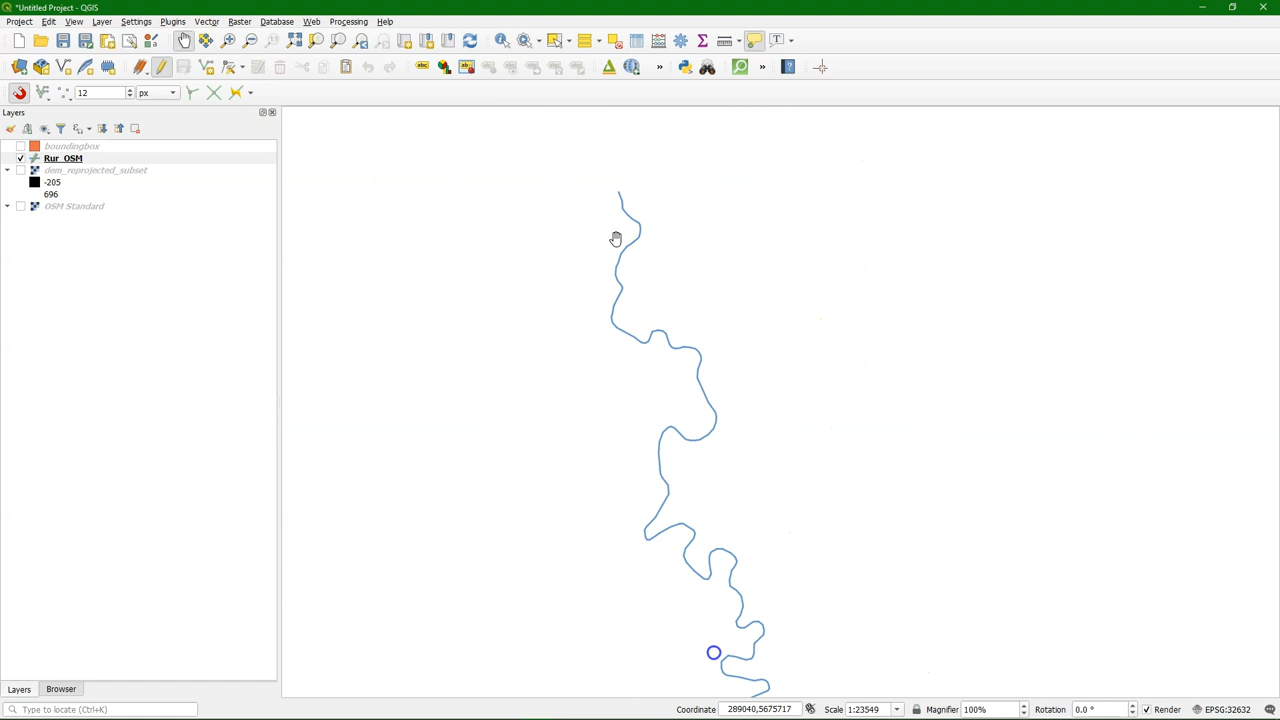 *Untitled Project - QGIS
Project Edit View Layer Settings Plugins Vector Raster Database Web Processing Help
abc abc
» »
12 px
Layers
boundingbox
Rur_OSM
dem_reprojected_subset
-205
696
OSM Standard
Layers Browser
Type to locate (Ctrl+K) Coordinate 289040,5675717 Scale 1:23549 Magnifier 100% Rotation 0.0 ° Render EPSG:32632